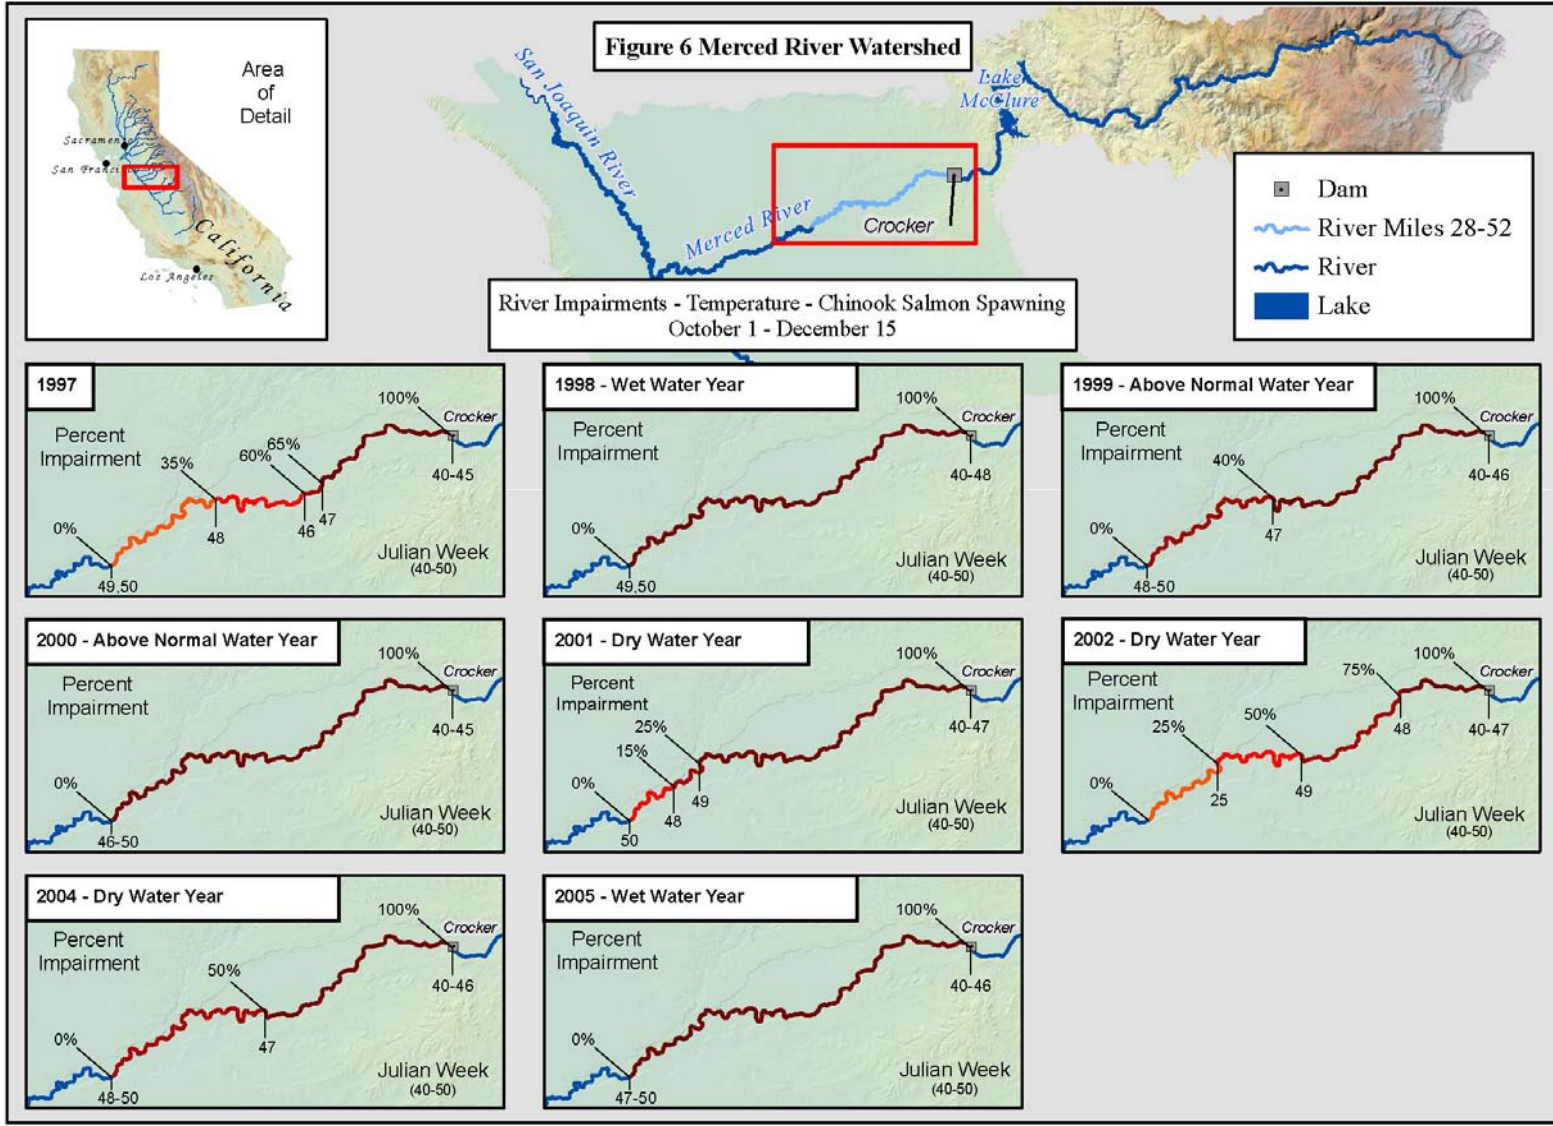 Figure 6 Merced River Watershed
Area
of
Detail
Sacramento
San Franci
California
Los Angeles
San Joaquin River
Lake
McClure
Merced River
Crocker
Dam
River Miles 28-52
River
Lake
River Impairments - Temperature - Chinook Salmon Spawning
October 1 - December 15
1997
100%
Crocker
Percent
Impairment
65%
60%
35%
40-45
47
46
48
0%
Julian Week
(40-50)
49,50
1998 - Wet Water Year
100%
Crocker
Percent
Impairment
40-48
0%
Julian Week
(40-50)
49,50
1999 - Above Normal Water Year
100%
Crocker
Percent
Impairment
40%
40-46
47
0%
Julian Week
(40-50)
48-50
2000 - Above Normal Water Year
100%
Crocker
Percent
Impairment
40-45
0%
Julian Week
(40-50)
46-50
2001 - Dry Water Year
100%
Crocker
Percent
Impairment
25%
15%
40-47
49
48
0%
Julian Week
(40-50)
50
2002 - Dry Water Year
100%
Crocker
75%
Percent
Impairment
50%
25%
40-47
48
49
25
0%
Julian Week
(40-50)
2004 - Dry Water Year
100%
Crocker
Percent
Impairment
50%
40-46
47
0%
Julian Week
(40-50)
48-50
2005 - Wet Water Year
100%
Crocker
Percent
Impairment
40-46
0%
Julian Week
(40-50)
47-50